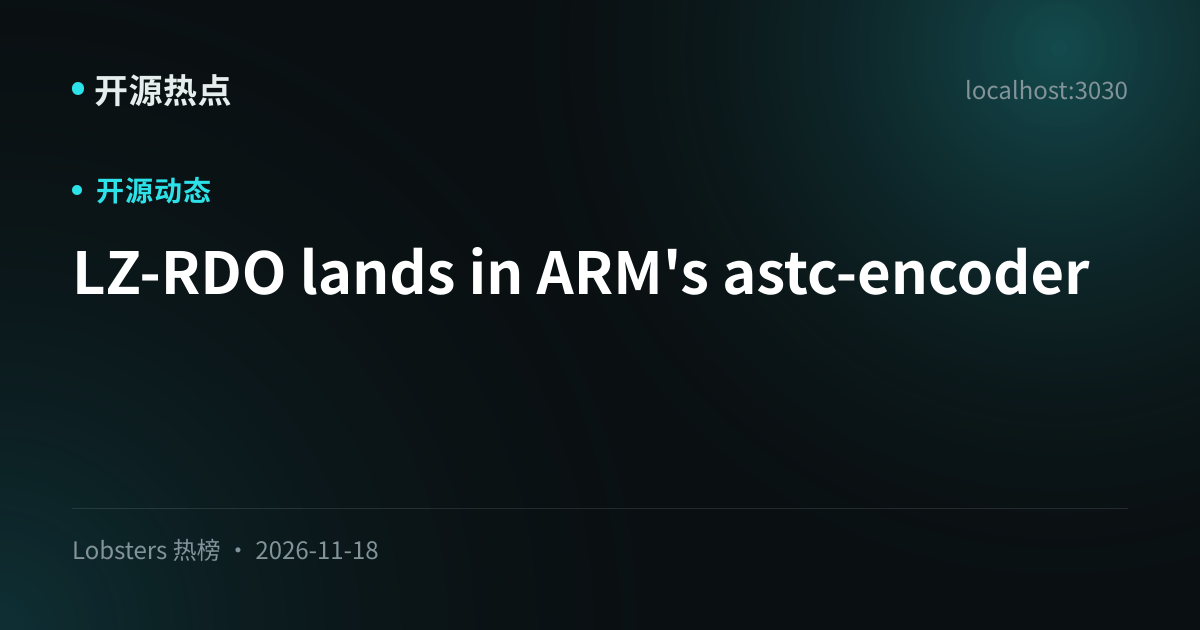 开源热点
localhost:3030
开源动态
LZ-RDO lands in ARM's astc-encoder
Lobsters 热榜 • 2026-11-18